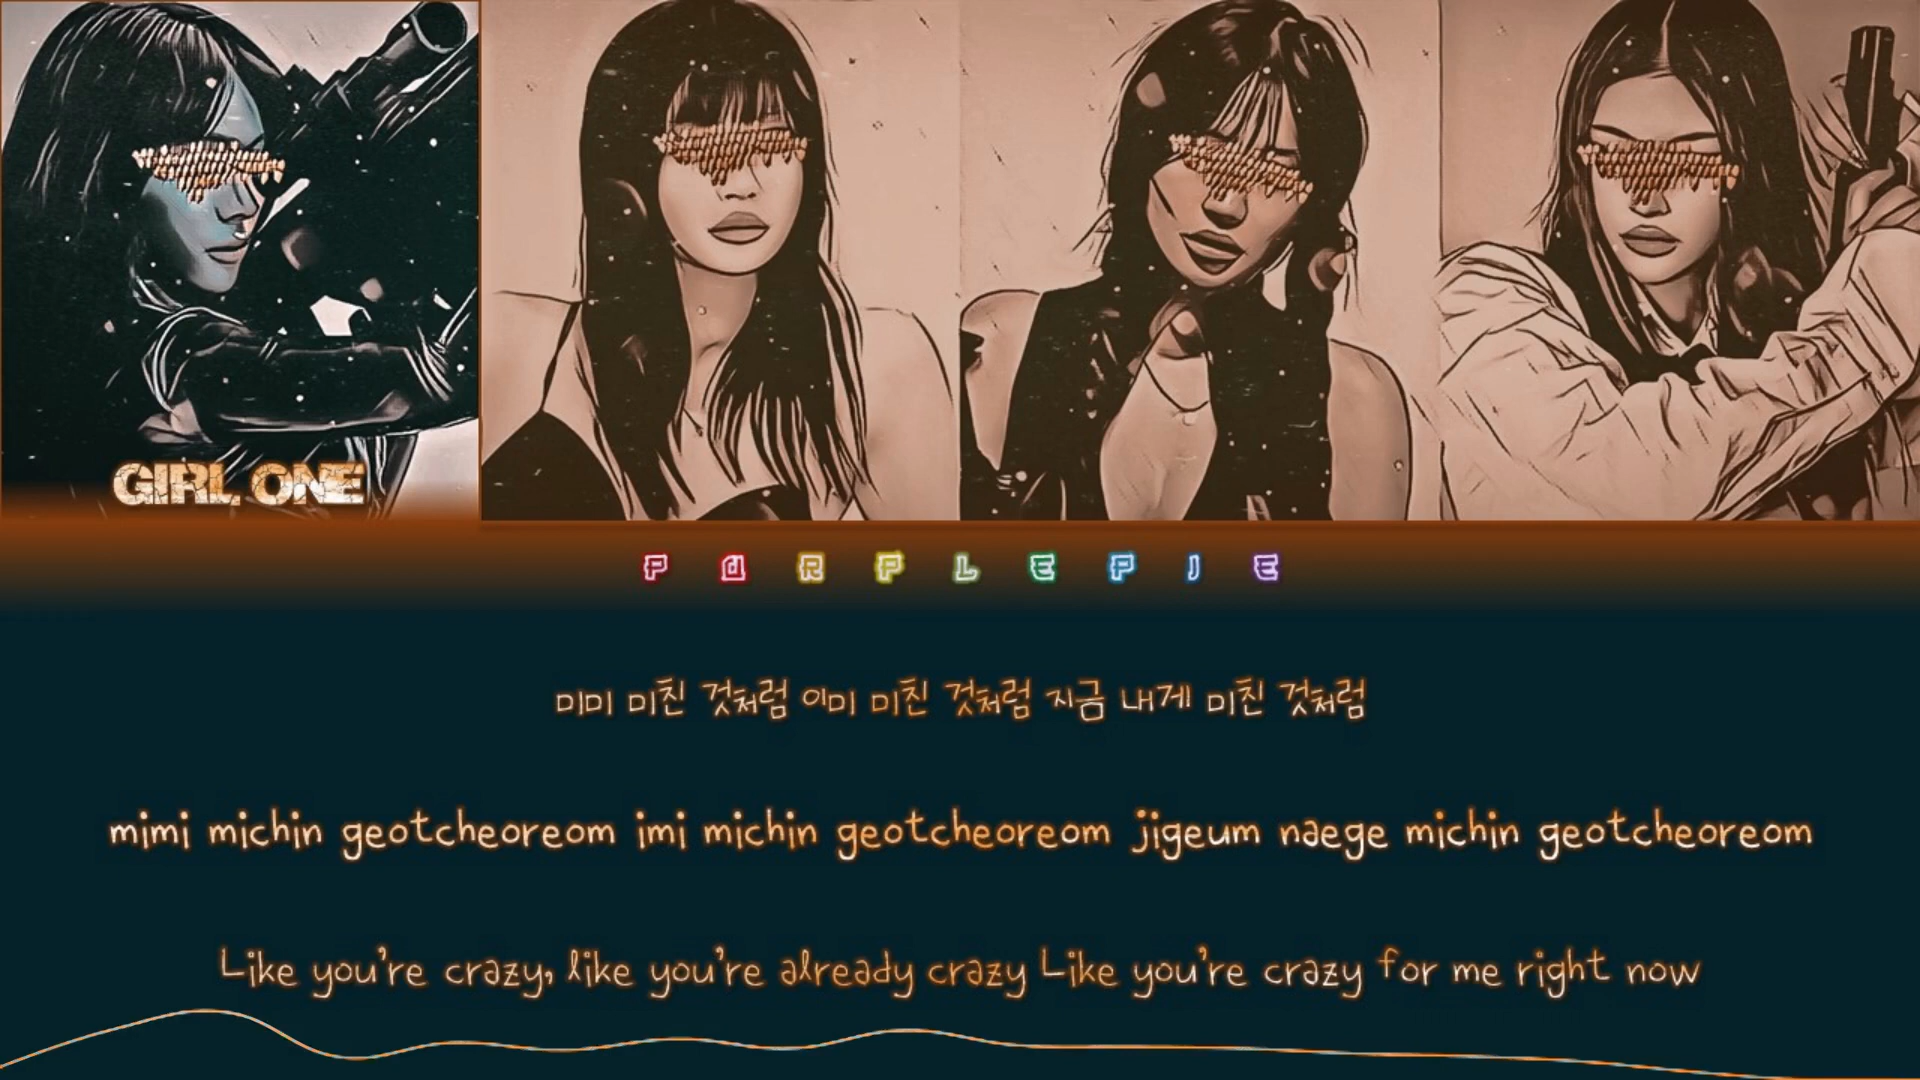 GIRL ONE
PURPLEPIE
미미 미친 것처럼 이미 미친 것처럼 지금 내게 미친 것처럼
mimi michin geotcheoreom imi michin geotcheoreom jigeum naege michin geotcheoreom
Like you're crazy, like you're already crazy Like you're crazy for me right now